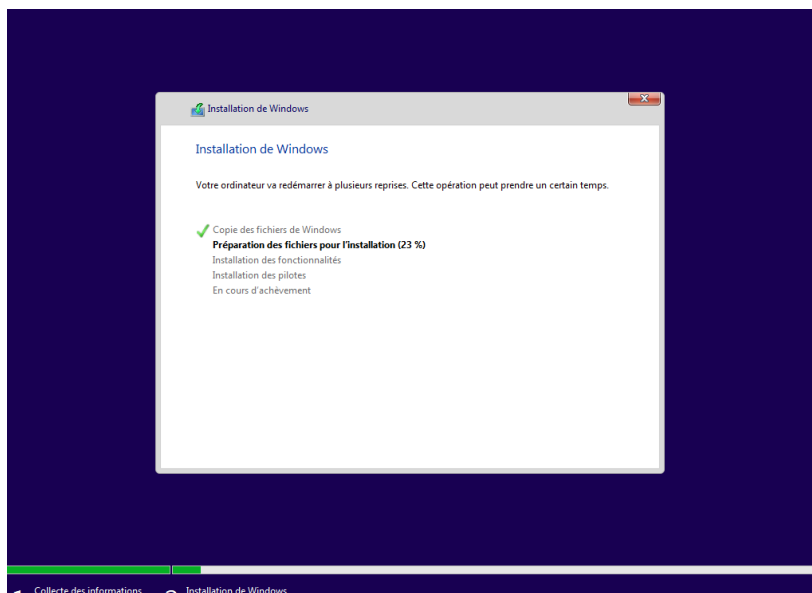 Installation de Windows
Installation de Windows
Votre ordinateur va redémarrer à plusieurs reprises. Cette opération peut prendre un certain temps.
Copie des fichiers de Windows
Préparation des fichiers pour l'installation (23 %)
Installation des fonctionnalités
Installation des pilotes
En cours d'achèvement
Collecte des informations
Installation de Windows